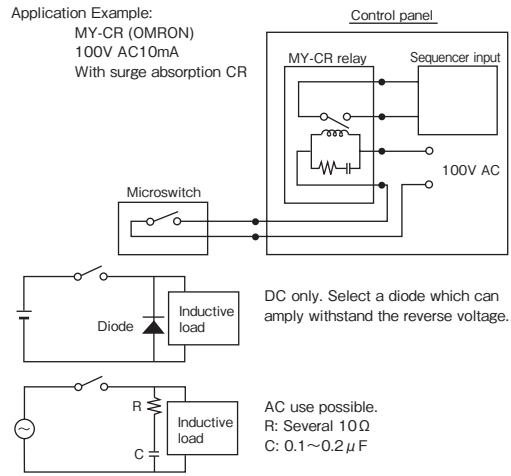 Application Example:
MY-CR (OMRON)
100V AC10mA
With surge absorption CR
Control panel
MY-CR relay
Sequencer input
100V AC
Microswitch
Diode
Inductive
load
DC only. Select a diode which can
amply withstand the reverse voltage.
R
C
Inductive
load
AC use possible.
R: Several 10Ω
C: 0.1～0.2μF